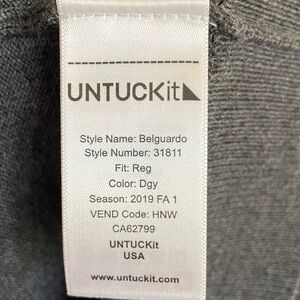 UNTUCKit
Style Name: Belguardo
Style Number: 31811
Fit: Reg
Color: Dgy
Season: 2019 FA 1
VEND Code: HNW
CA62799
UNTUCKit
USA
www.untuckit.com